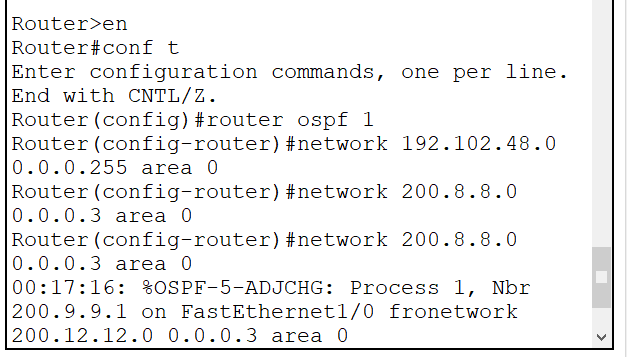 Router>en
Router#conf t
Enter configuration commands, one per line.
End with CNTL/Z.
Router(config)#router ospf 1
Router(config-router)#network 192.102.48.0
0.0.0.255 area 0
Router(config-router)#network 200.8.8.0
0.0.0.3 area 0
Router(config-router)#network 200.8.8.0
0.0.0.3 area 0
00:17:16: %OSPF-5-ADJCHG: Process 1, Nbr
200.9.9.1 on FastEthernet1/0 fronetwork
200.12.12.0 0.0.0.3 area 0